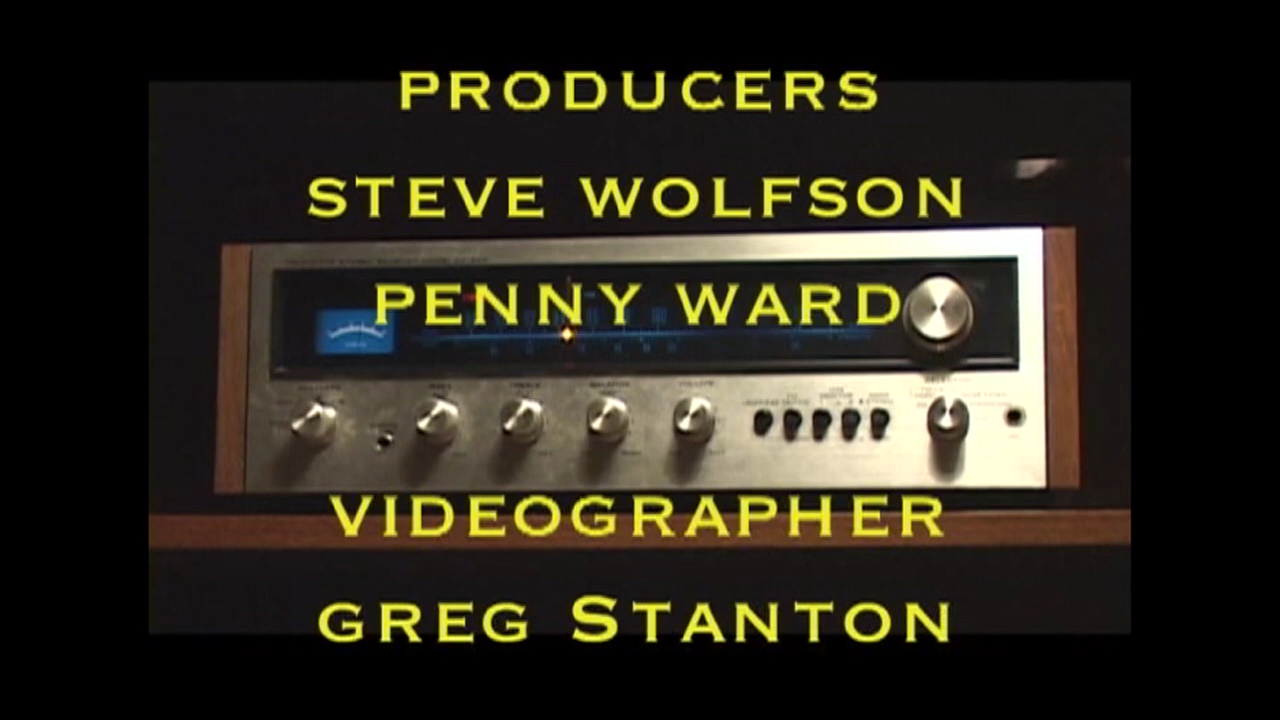 PRODUCERS
STEVE WOLFSON
PENNY WARD
VIDEOGRAPHER
GREG STANTON